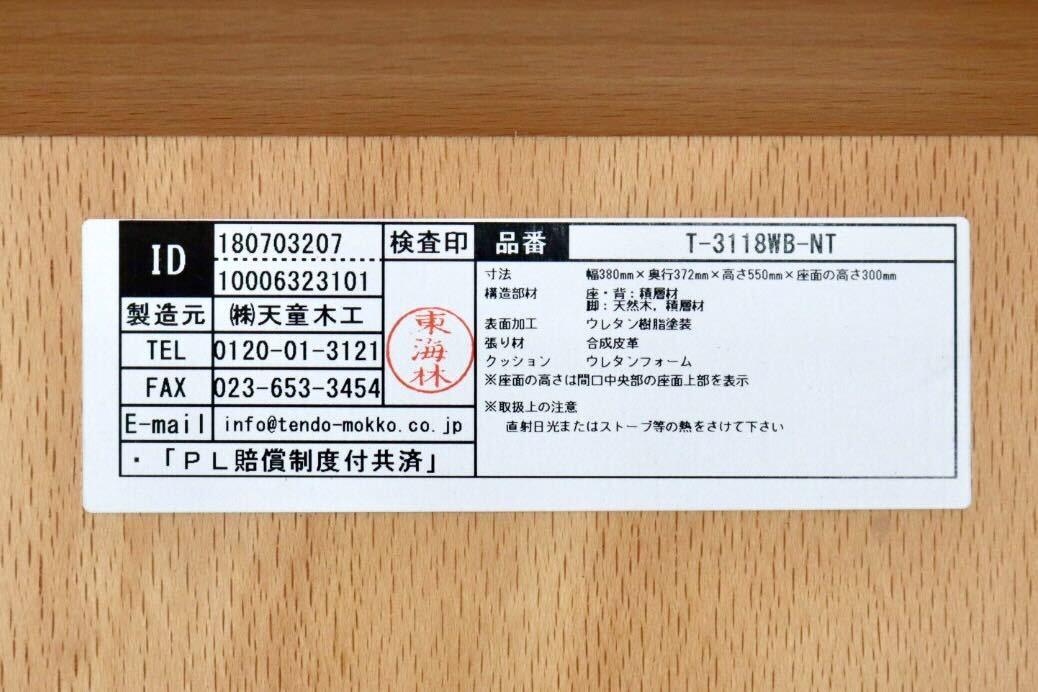 ID
180703207
10006323101
検査印
製造元
㈱天童木工
TEL
0120-01-3121
FAX
023-653-3454
東
海
林
E-mail
info@tendo-mokko.co.jp
・「ＰＬ賠償制度付共済」
品番
T-3118WB-NT
寸法 幅380mm×奥行372mm×高さ550mm×座面の高さ300mm
構造部材 座・背：積層材
脚：天然木，積層材
表面加工 ウレタン樹脂塗装
張り材 合成皮革
クッション ウレタンフォーム
※座面の高さは間口中央部の座面上部を表示
※取扱上の注意
直射日光またはストーブ等の熱をさけて下さい